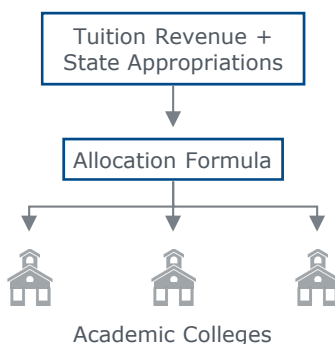 Tuition Revenue +
State Appropriations
Allocation Formula
Academic Colleges